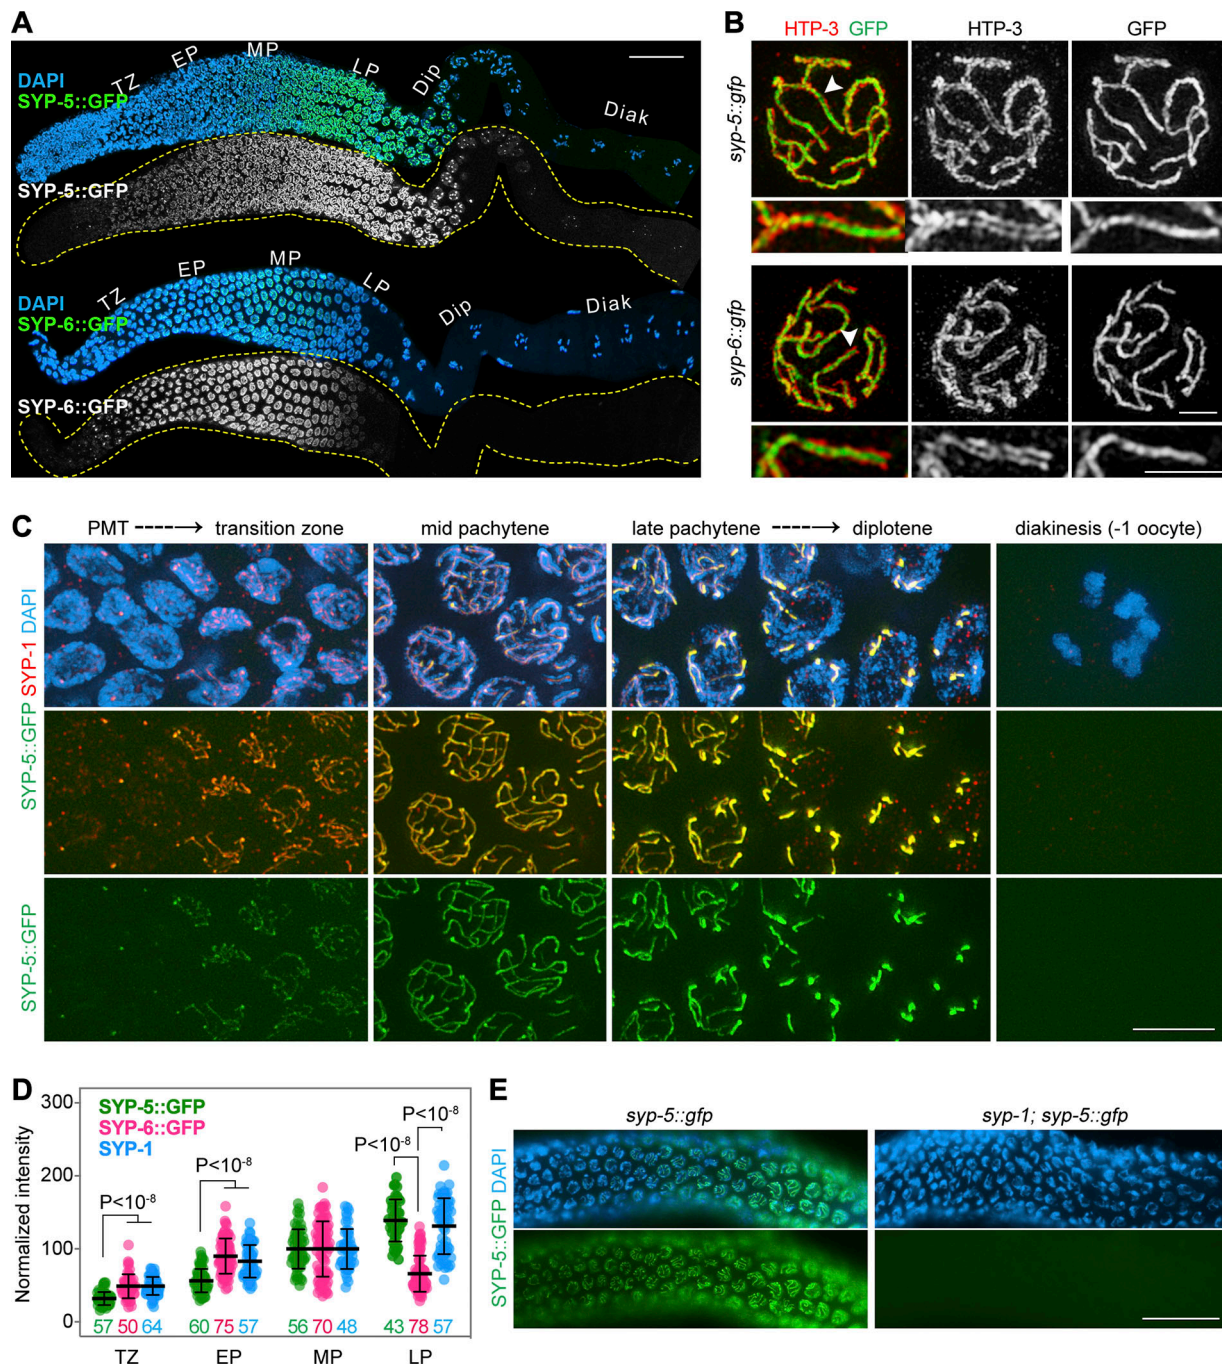 A
TZ EP MP LP Dip Diak
DAPI
SYP-5::GFP
SYP-5::GFP
TZ EP MP LP Dip Diak
DAPI
SYP-6::GFP
SYP-6::GFP
B
HTP-3 GFP HTP-3 GFP
syp-5::gfp
syp-6::gfp
C
PMT ----→ transition zone mid pachytene late pachytene ----→ diplotene diakinesis (-1 oocyte)
SYP-5::GFP SYP-1 DAPI
SYP-5::GFP
D
Normalized intensity
300
200
100
0
SYP-5::GFP
SYP-6::GFP
SYP-1
P<10-8
P<10-8
P<10-8
P<10-8
57 50 64 60 75 57 56 70 48 43 78 57
TZ EP MP LP
E
syp-5::gfp syp-1; syp-5::gfp
SYP-5::GFP DAPI